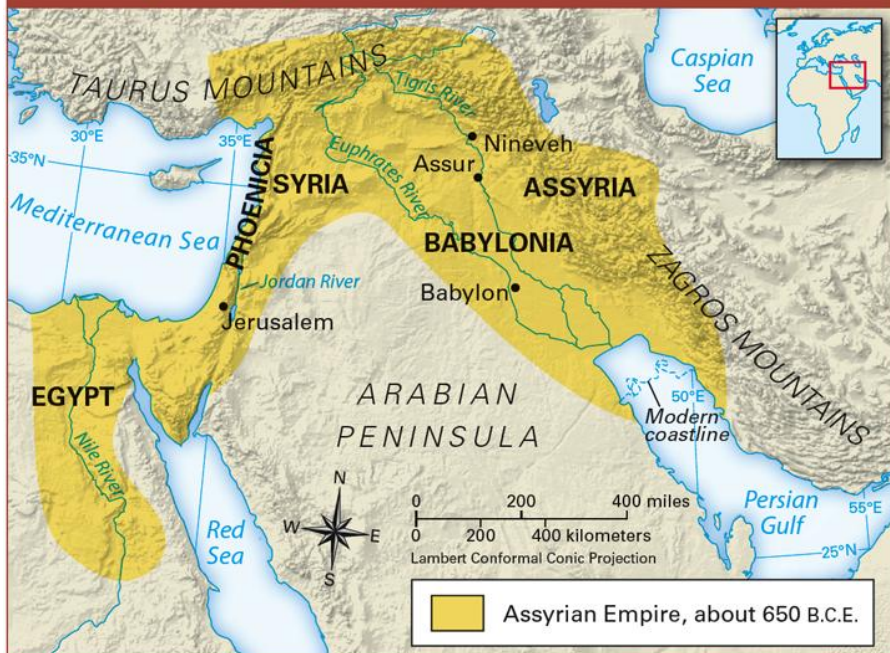 TAURUS MOUNTAINS
Caspian
Sea
30°E
35°E
35°N
Tigris River
Nineveh
Assur
Euphrates River
PHOENICIA
SYRIA
ASSYRIA
Mediterranean Sea
BABYLONIA
Jordan River
Babylon
Jerusalem
ZAGROS MOUNTAINS
EGYPT
ARABIAN
PENINSULA
50°E
Modern
coastline
Nile River
N
W
E
S
0 200 400 miles
0 200 400 kilometers
Lambert Conformal Conic Projection
Red
Sea
Persian
Gulf
55°E
25°N
Assyrian Empire, about 650 B.C.E.